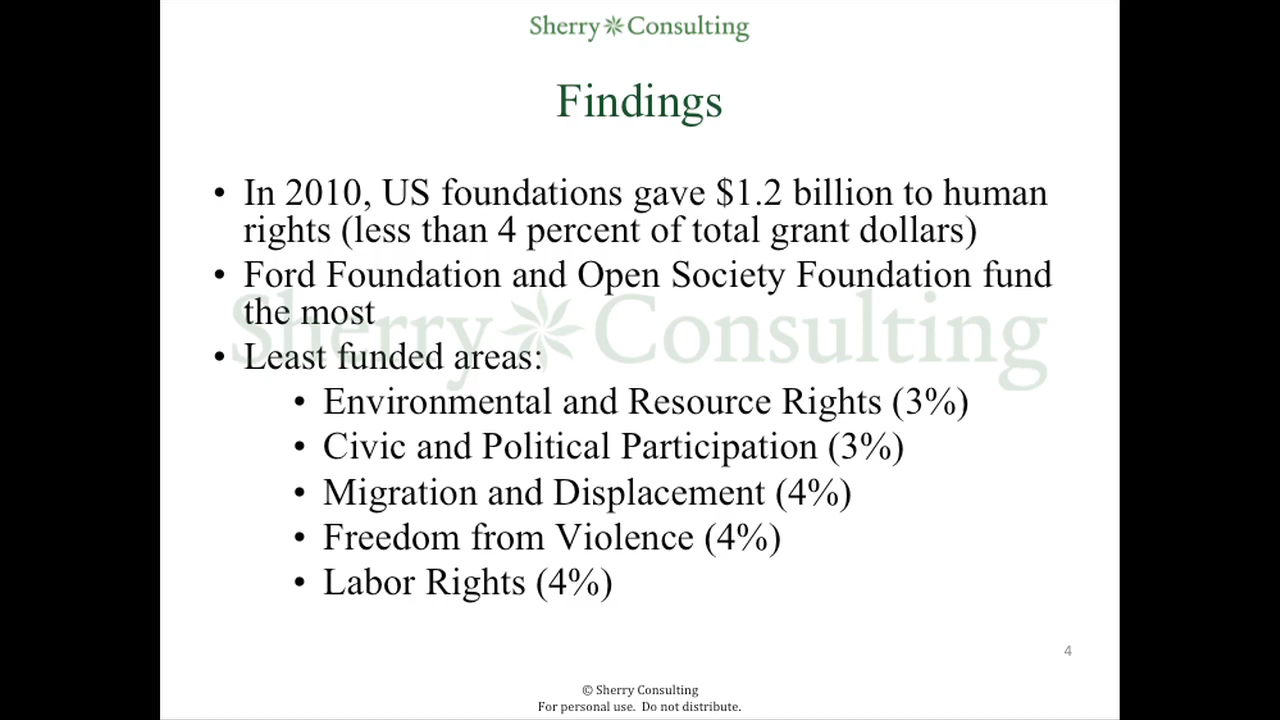 Sherry Consulting
Findings
• In 2010, US foundations gave $1.2 billion to human
rights (less than 4 percent of total grant dollars)
• Ford Foundation and Open Society Foundation fund
the most
Sherry Consulting
• Least funded areas:
• Environmental and Resource Rights (3%)
• Civic and Political Participation (3%)
• Migration and Displacement (4%)
• Freedom from Violence (4%)
• Labor Rights (4%)
4
© Sherry Consulting
For personal use. Do not distribute.